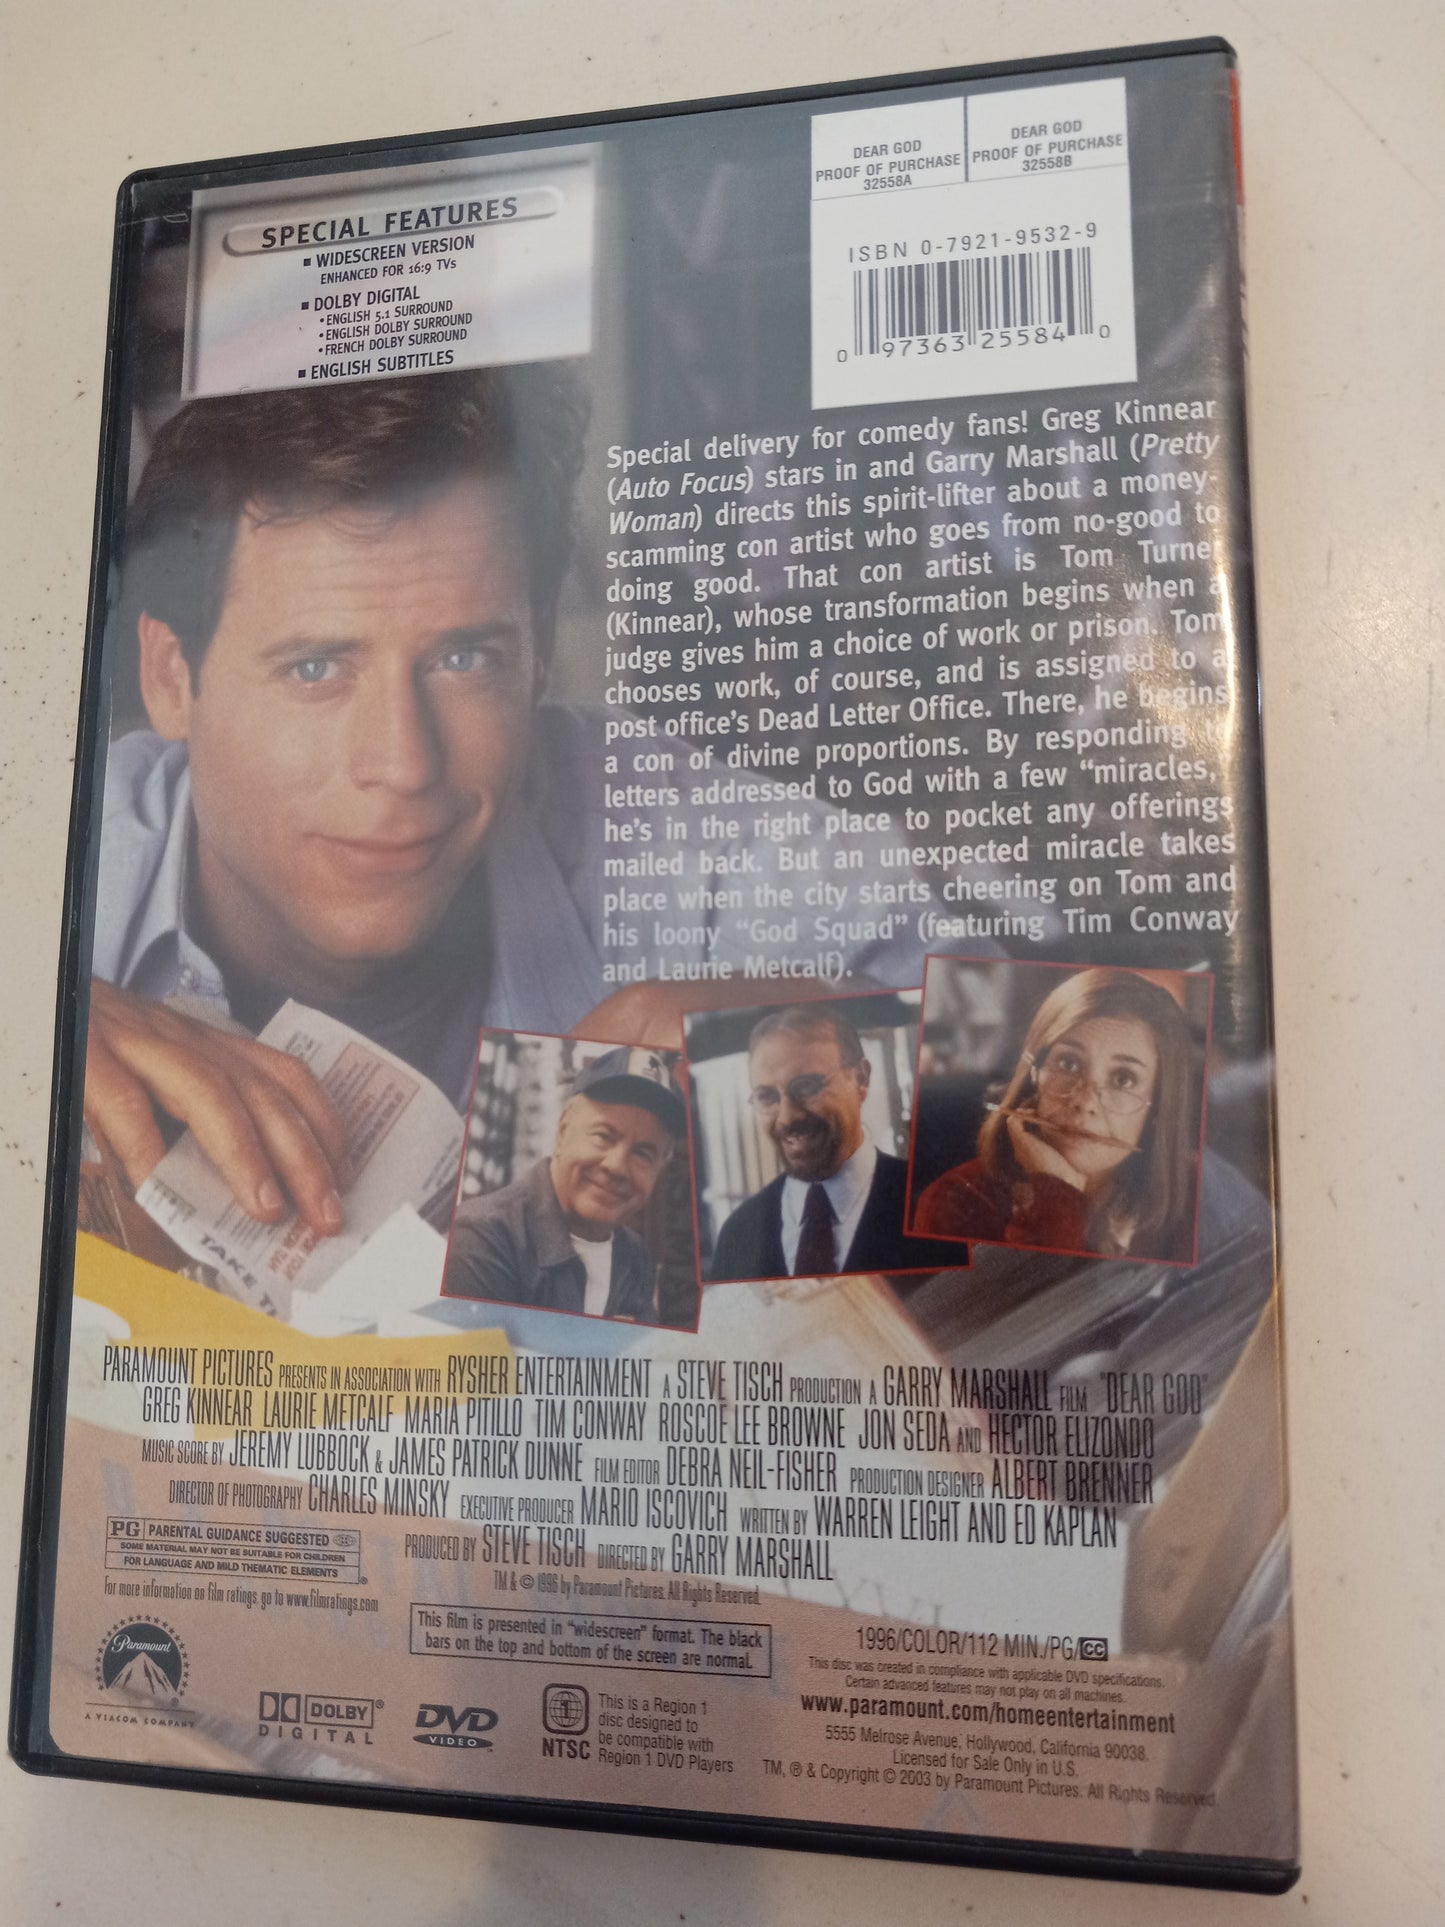 SPECIAL FEATURES
▪ WIDESCREEN VERSION
ENHANCED FOR 16:9 TVs
▪ DOLBY DIGITAL
• ENGLISH 5.1 SURROUND
• ENGLISH DOLBY SURROUND
• FRENCH DOLBY SURROUND
▪ ENGLISH SUBTITLES
DEAR GOD
PROOF OF PURCHASE
32558A
DEAR GOD
PROOF OF PURCHASE
32558B
ISBN 0-7921-9532-9
0 97363 25584 0
Special delivery for comedy fans! Greg Kinnear
(Auto Focus) stars in and Garry Marshall (Pretty
Woman) directs this spirit-lifter about a money-
scamming con artist who goes from no-good to
doing good. That con artist is Tom Turner
(Kinnear), whose transformation begins when a
judge gives him a choice of work or prison. Tom
chooses work, of course, and is assigned to a
post office's Dead Letter Office. There, he begins
a con of divine proportions. By responding to
letters addressed to God with a few "miracles,"
he's in the right place to pocket any offerings
mailed back. But an unexpected miracle takes
place when the city starts cheering on Tom and
his loony "God Squad" (featuring Tim Conway
and Laurie Metcalf).
TAKE
PARAMOUNT PICTURES PRESENTS IN ASSOCIATION WITH RYSHER ENTERTAINMENT A STEVE TISCH PRODUCTION A GARRY MARSHALL FILM "DEAR GOD"
GREG KINNEAR LAURIE METCALF MARIA PITILLO TIM CONWAY ROSCOE LEE BROWNE JON SEDA AND HECTOR ELIZONDO
MUSIC SCORE BY JEREMY LUBBOCK & JAMES PATRICK DUNNE FILM EDITOR DEBRA NEIL-FISHER PRODUCTION DESIGNER ALBERT BRENNER
DIRECTOR OF PHOTOGRAPHY CHARLES MINSKY EXECUTIVE PRODUCER MARIO ISCOVICH WRITTEN BY WARREN LEIGHT AND ED KAPLAN
PRODUCED BY STEVE TISCH DIRECTED BY GARRY MARSHALL
TM & © 1996 by Paramount Pictures. All Rights Reserved.
PG PARENTAL GUIDANCE SUGGESTED
SOME MATERIAL MAY NOT BE SUITABLE FOR CHILDREN
FOR LANGUAGE AND MILD THEMATIC ELEMENTS
For more information on film ratings, go to www.filmratings.com
This film is presented in "widescreen" format. The black
bars on the top and bottom of the screen are normal.
1996/COLOR/112 MIN./PG/CC
This disc was created in compliance with applicable DVD specifications.
Certain advanced features may not play on all machines.
www.paramount.com/homeentertainment
5555 Melrose Avenue, Hollywood, California 90038.
Licensed for Sale Only in U.S.
TM, ® & Copyright © 2003 by Paramount Pictures. All Rights Reserved.
Paramount
A VIACOM COMPANY
DOLBY
DIGITAL
DVD
VIDEO
1
NTSC
This is a Region 1
disc designed to
be compatible with
Region 1 DVD Players